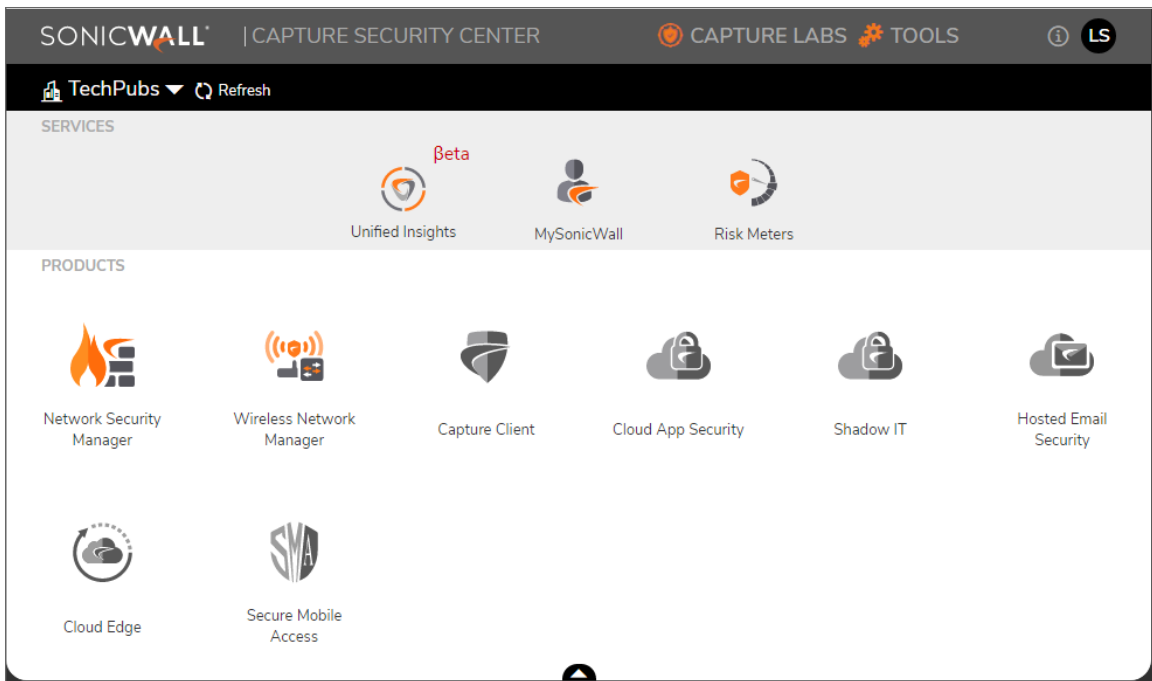 SONICWALL | CAPTURE SECURITY CENTER CAPTURE LABS TOOLS LS
TechPubs Refresh
SERVICES
βeta
Unified Insights MySonicWall Risk Meters
PRODUCTS
Network Security Manager
Wireless Network Manager
Capture Client
Cloud App Security
Shadow IT
Hosted Email Security
Cloud Edge
SMA
Secure Mobile Access